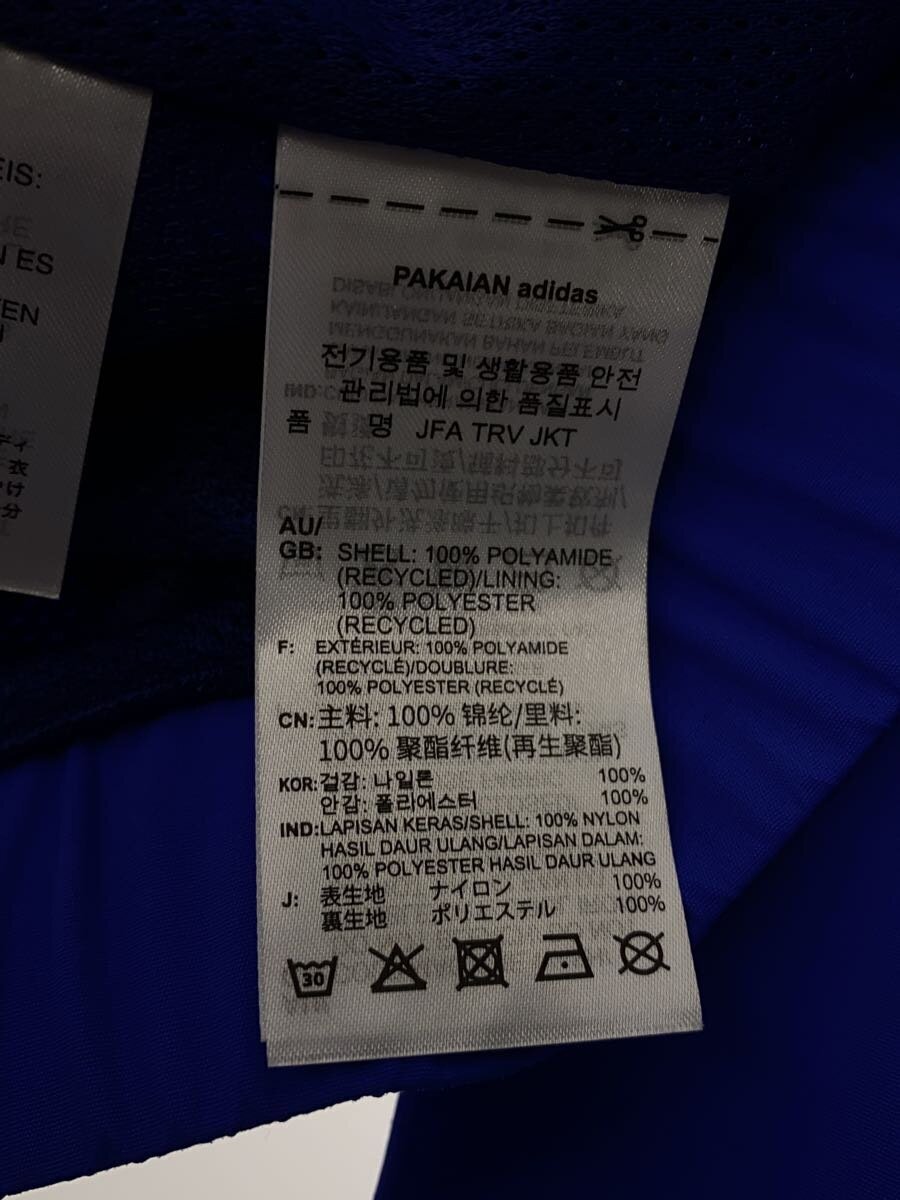 EIS:
N ES
EN
ディ
衣
け
分
PAKAIAN adidas
전기용품 및 생활용품 안전
관리법에 의한 품질표시
품 명 JFA TRV JKT
AU/
GB: SHELL: 100% POLYAMIDE
(RECYCLED)/LINING:
100% POLYESTER
(RECYCLED)
F: EXTÉRIEUR: 100% POLYAMIDE
(RECYCLÉ)/DOUBLURE:
100% POLYESTER (RECYCLÉ)
CN: 主料: 100% 锦纶/里料:
100% 聚酯纤维(再生聚酯)
KOR: 겉감: 나일론 100%
안감: 폴리에스터 100%
IND: LAPISAN KERAS/SHELL: 100% NYLON
HASIL DAUR ULANG/LAPISAN DALAM:
100% POLYESTER HASIL DAUR ULANG
J: 表生地 ナイロン 100%
裏生地 ポリエステル 100%
30